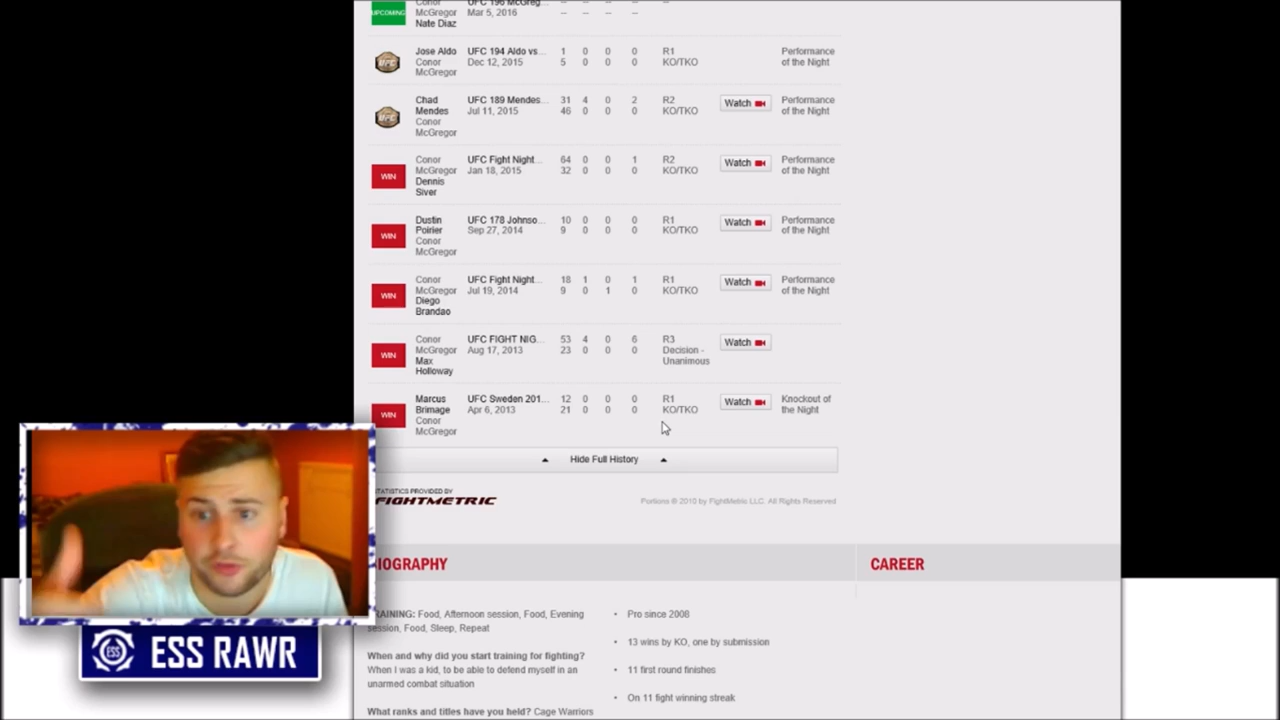 UPCOMING
Conor
McGregor
Nate Diaz
UFC 196 McGreg...
Mar 5, 2016
-- -- -- -- --
-- -- -- --
Jose Aldo
Conor
McGregor
UFC 194 Aldo vs...
Dec 12, 2015
1 0 0 0
5 0 0 0
R1
KO/TKO
Performance
of the Night
UFC
Chad
Mendes
Conor
McGregor
UFC 189 Mendes...
Jul 11, 2015
31 4 0 2
46 0 0 0
R2
KO/TKO
Watch
Performance
of the Night
UFC
WIN
Conor
McGregor
Dennis
Siver
UFC Fight Night...
Jan 18, 2015
64 0 0 1
32 0 0 0
R2
KO/TKO
Watch
Performance
of the Night
WIN
Dustin
Poirier
Conor
McGregor
UFC 178 Johnso...
Sep 27, 2014
10 0 0 0
9 0 0 0
R1
KO/TKO
Watch
Performance
of the Night
WIN
Conor
McGregor
Diego
Brandao
UFC Fight Night...
Jul 19, 2014
18 1 0 1
9 0 1 0
R1
KO/TKO
Watch
Performance
of the Night
WIN
Conor
McGregor
Max
Holloway
UFC FIGHT NIG...
Aug 17, 2013
53 4 0 6
23 0 0 0
R3
Decision -
Unanimous
Watch
WIN
Marcus
Brimage
Conor
McGregor
UFC Sweden 201...
Apr 6, 2013
12 0 0 0
21 0 0 0
R1
KO/TKO
Watch
Knockout of
the Night
Hide Full History
STATISTICS PROVIDED BY
FIGHTMETRIC
Portions © 2010 by FightMetric LLC. All Rights Reserved
IOGRAPHY
CAREER
RAINING: Food, Afternoon session, Food, Evening
session, Food, Sleep, Repeat
When and why did you start training for fighting?
When I was a kid, to be able to defend myself in an
unarmed combat situation
What ranks and titles have you held? Cage Warriors
• Pro since 2008
• 13 wins by KO, one by submission
• 11 first round finishes
• On 11 fight winning streak
ESS
ESS RAWR